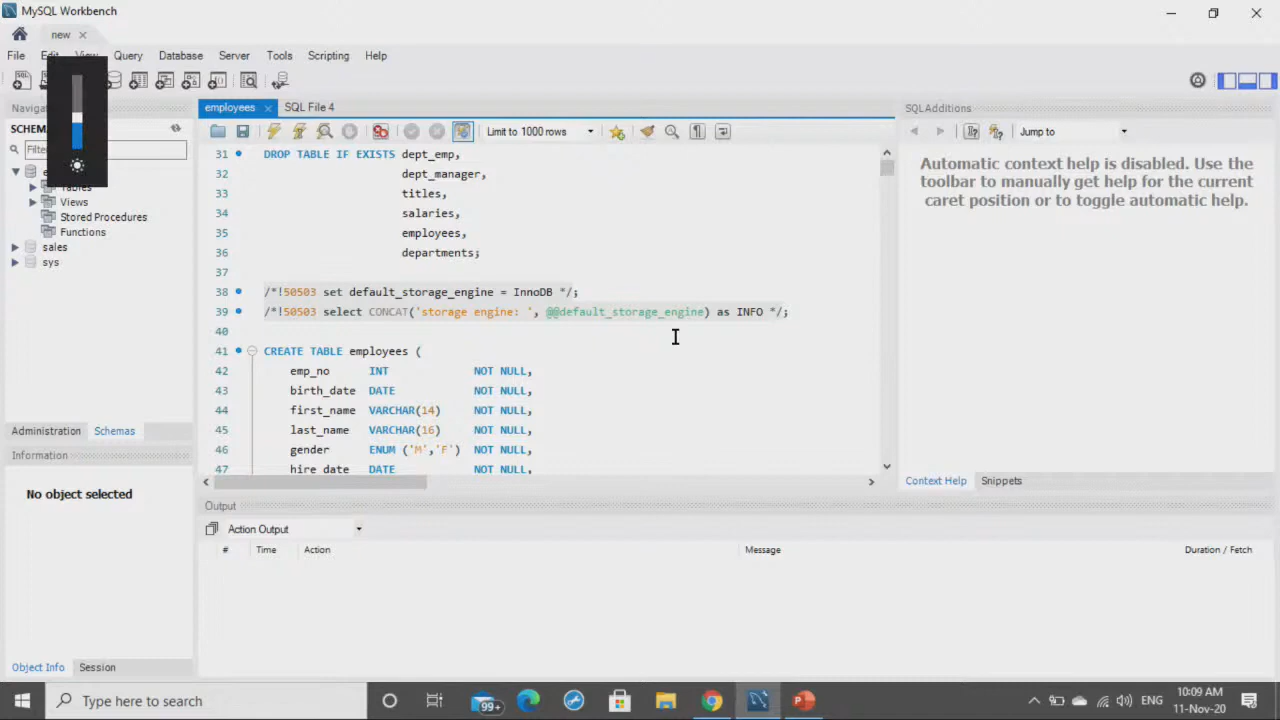 MySQL Workbench
new
File Edit View Query Database Server Tools Scripting Help
Naviga
SCHEM
Filte
e
Tables
Views
Stored Procedures
Functions
sales
sys
Administration Schemas
Information
No object selected
Object Info Session
employees SQL File 4
Limit to 1000 rows
31 DROP TABLE IF EXISTS dept_emp,
32 dept_manager,
33 titles,
34 salaries,
35 employees,
36 departments;
37
38 /*!50503 set default_storage_engine = InnoDB */;
39 /*!50503 select CONCAT('storage engine: ', @@default_storage_engine) as INFO */;
40
41 CREATE TABLE employees (
42 emp_no INT NOT NULL,
43 birth_date DATE NOT NULL,
44 first_name VARCHAR(14) NOT NULL,
45 last_name VARCHAR(16) NOT NULL,
46 gender ENUM ('M','F') NOT NULL,
47 hire_date DATE NOT NULL,
SQLAdditions
Jump to
Automatic context help is disabled. Use the
toolbar to manually get help for the current
caret position or to toggle automatic help.
Context Help Snippets
Output
Action Output
# Time Action Message Duration / Fetch
Type here to search
99+
ENG
10:09 AM
11-Nov-20